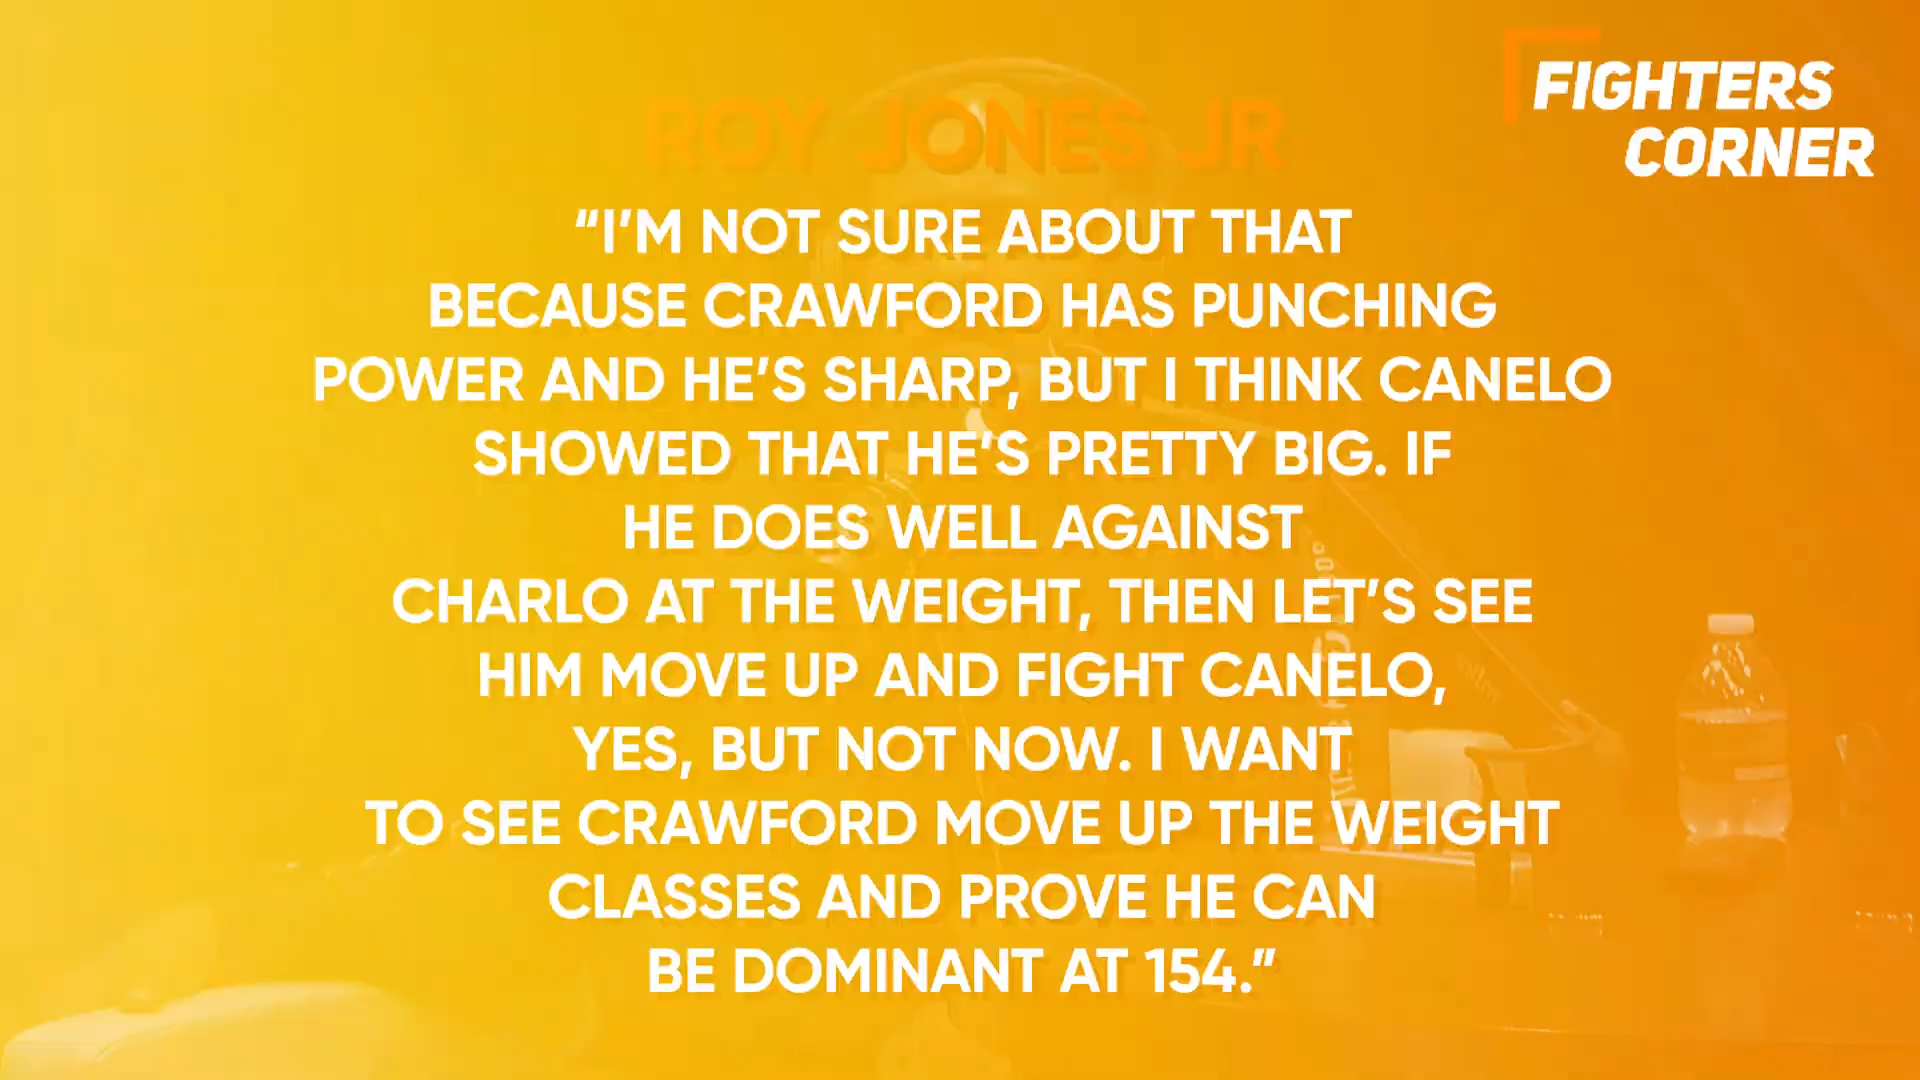 FIGHTERS
CORNER
ROY JONES JR
“I’M NOT SURE ABOUT THAT
BECAUSE CRAWFORD HAS PUNCHING
POWER AND HE’S SHARP, BUT I THINK CANELO
SHOWED THAT HE’S PRETTY BIG. IF
HE DOES WELL AGAINST
CHARLO AT THE WEIGHT, THEN LET’S SEE
HIM MOVE UP AND FIGHT CANELO,
YES, BUT NOT NOW. I WANT
TO SEE CRAWFORD MOVE UP THE WEIGHT
CLASSES AND PROVE HE CAN
BE DOMINANT AT 154.”